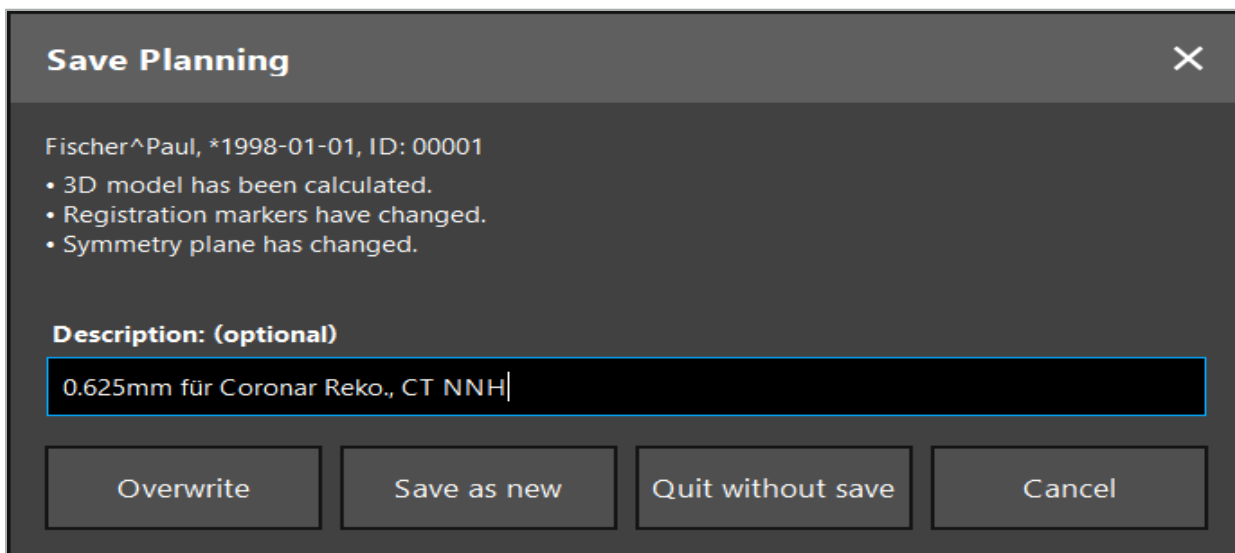 Save Planning
Fischer^Paul, *1998-01-01, ID: 00001
• 3D model has been calculated.
• Registration markers have changed.
• Symmetry plane has changed.
Description: (optional)
0.625mm für Coronar Reko., CT NNH
Overwrite Save as new Quit without save Cancel